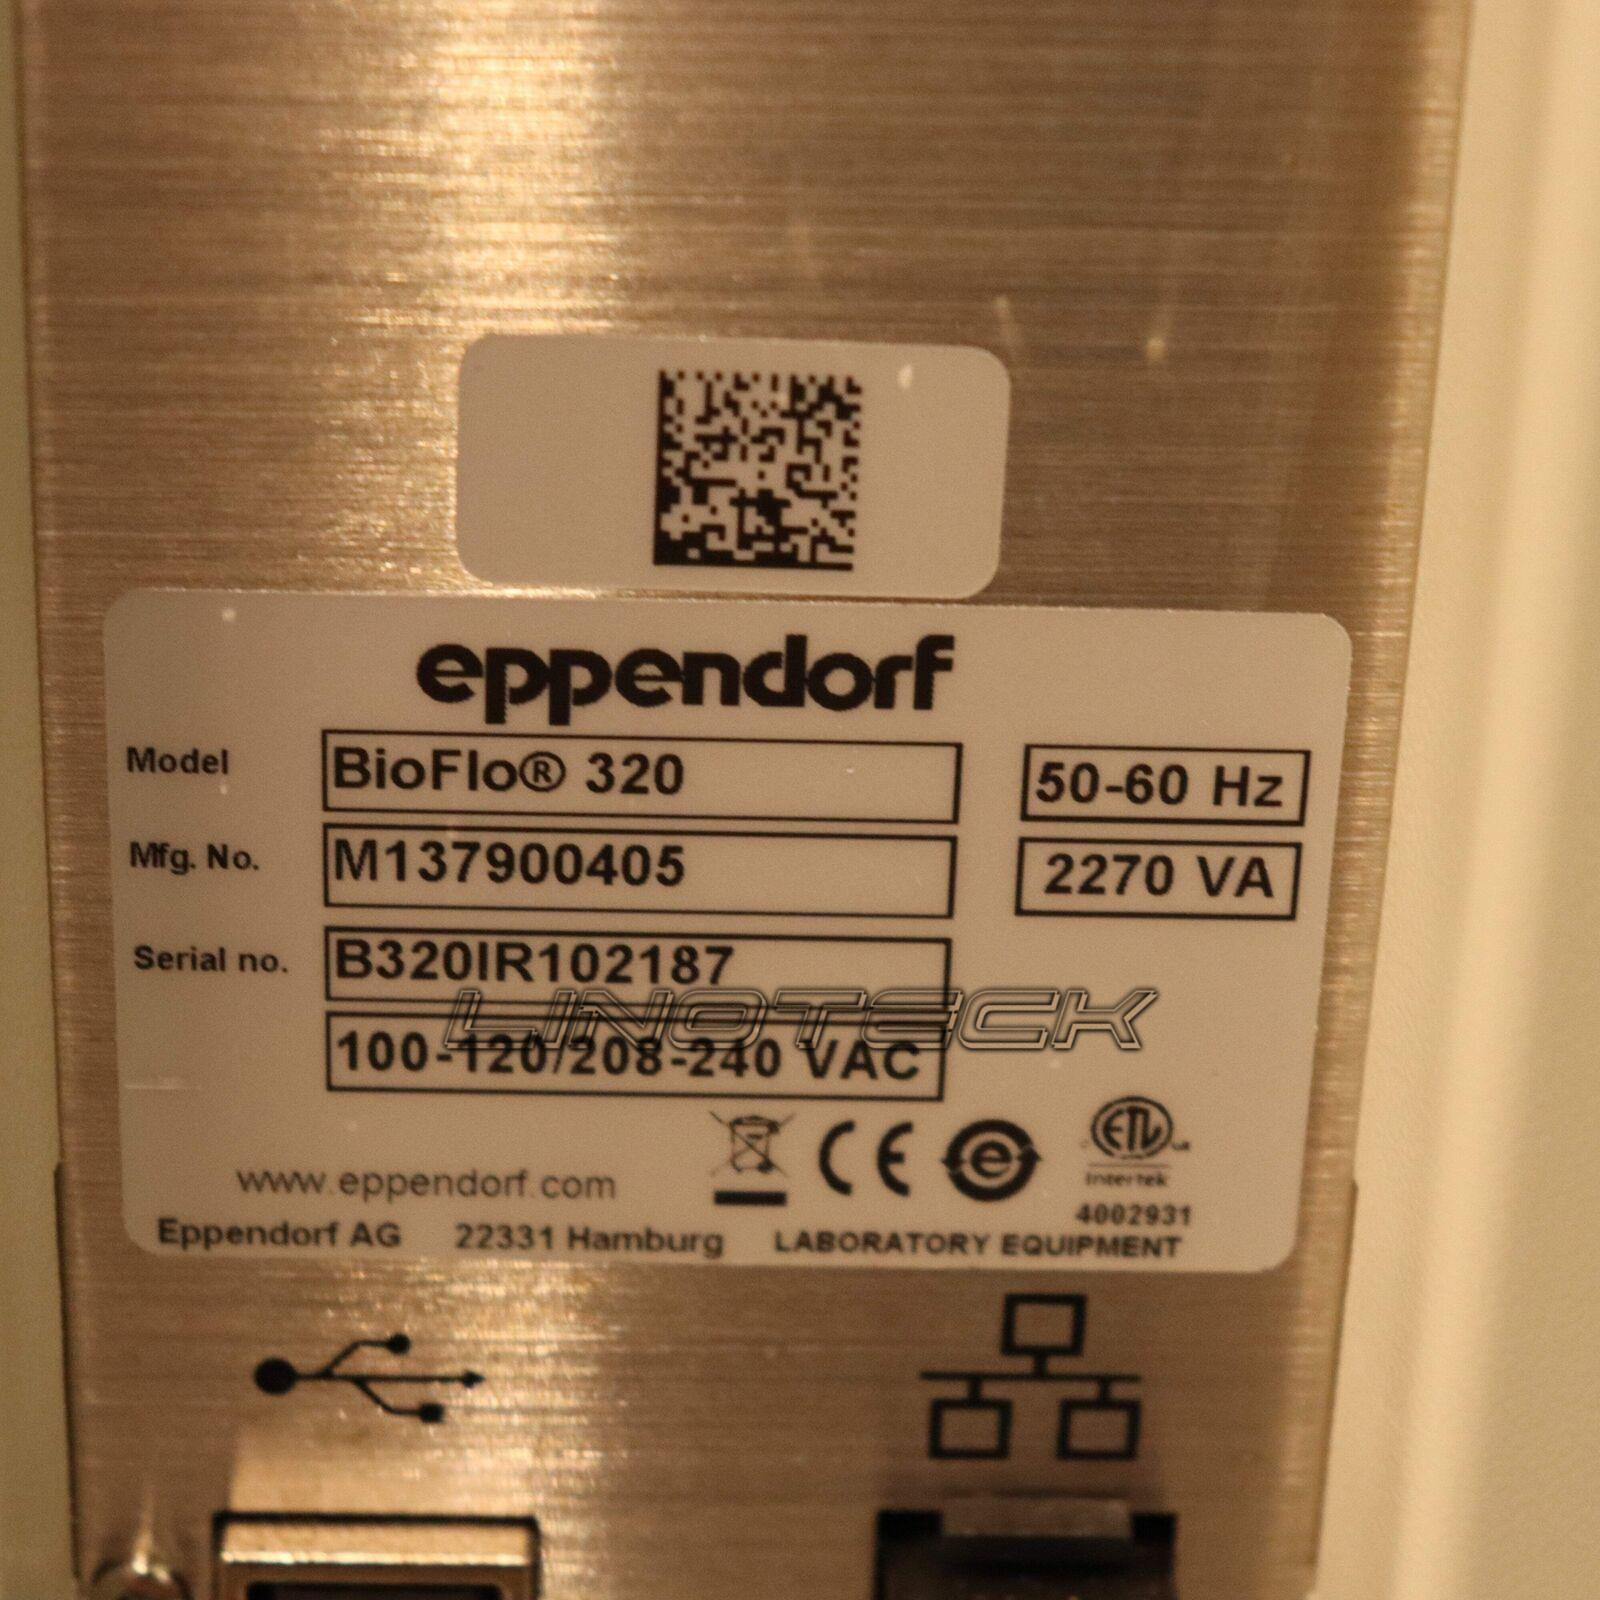 eppendorf
Model BioFlo® 320 50-60 Hz
Mfg. No. M137900405 2270 VA
Serial no. B320IR102187
LINOTECK
100-120/208-240 VAC
CE
ETL
Intertek
4002931
www.eppendorf.com
Eppendorf AG 22331 Hamburg LABORATORY EQUIPMENT